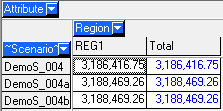 Attribute
Region
~Scenario~ REG1 Total
DemoS_004 3,186,416.75 3,186,416.75
DemoS_004a 3,188,469.26 3,188,469.26
DemoS_004b 3,188,469.26 3,188,469.26